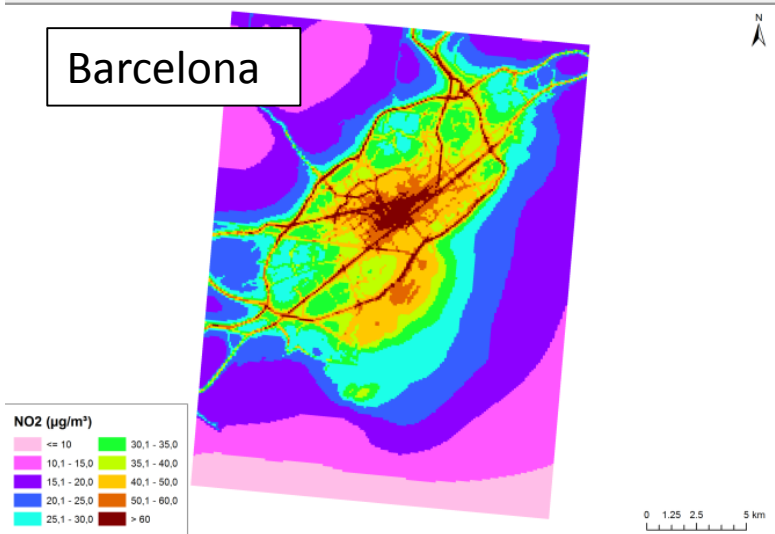 Barcelona
N
NO2 (µg/m³)
<= 10
10,1 - 15,0
15,1 - 20,0
20,1 - 25,0
25,1 - 30,0
30,1 - 35,0
35,1 - 40,0
40,1 - 50,0
50,1 - 60,0
> 60
0 1.25 2.5 5 km